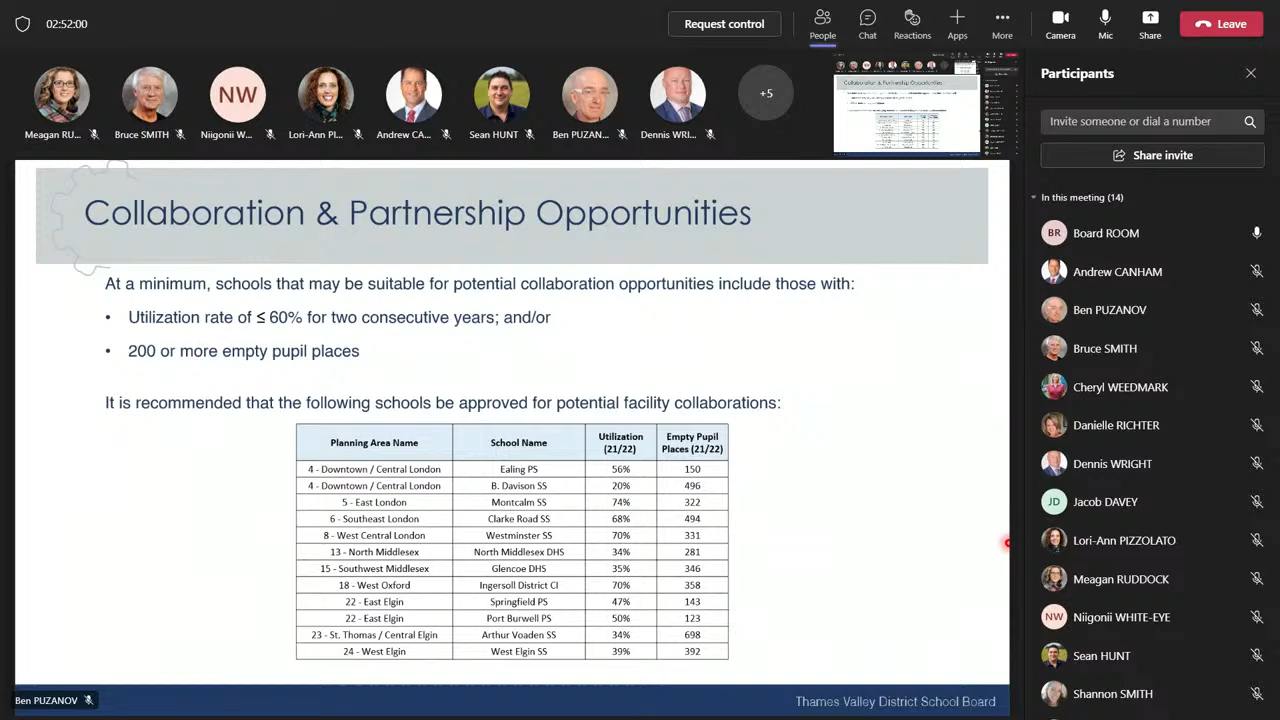 02:52:00
Request control
People
Chat
Reactions
Apps
More
Camera
Mic
Share
Leave
Meagan RU...
Bruce SMITH
NW
Andrew CA...
Sean HUNT
Ben PUZAN...
+5
Collaboration & Partnership Opportunities
At a minimum, schools that may be suitable for potential collaboration opportunities include those with:
• Utilization rate of ≤ 60% for two consecutive years; and/or
• 200 or more empty pupil places
It is recommended that the following schools be approved for potential facility collaborations:
Planning Area Name School Name Utilization (21/22) Empty Pupil Places (21/22)
4 - Downtown / Central London Ealing PS 56% 150
4 - Downtown / Central London B. Davison SS 20% 496
5 - East London Montcalm SS 74% 322
6 - Southeast London Clarke Road SS 68% 494
8 - West Central London Westminster SS 70% 331
13 - North Middlesex North Middlesex DHS 34% 281
15 - Southwest Middlesex Glencoe DHS 35% 346
18 - West Oxford Ingersoll District CI 70% 358
22 - East Elgin Springfield PS 47% 143
22 - East Elgin Port Burwell PS 50% 123
23 - St. Thomas / Central Elgin Arthur Voaden SS 34% 698
24 - West Elgin West Elgin SS 39% 392
Ben PUZANOV
Thames Valley District School Board
Participants
Invite someone or dial a number
Share invite
In this meeting (14)
BR Board ROOM
Andrew CANHAM
Ben PUZANOV
Bruce SMITH
Cheryl WEEDMARK
Danielle RICHTER
Dennis WRIGHT
JD Jacob DAVEY
Lori-Ann PIZZOLATO
Meagan RUDDOCK
NW Niigonii WHITE-EYE
Sean HUNT
Shannon SMITH